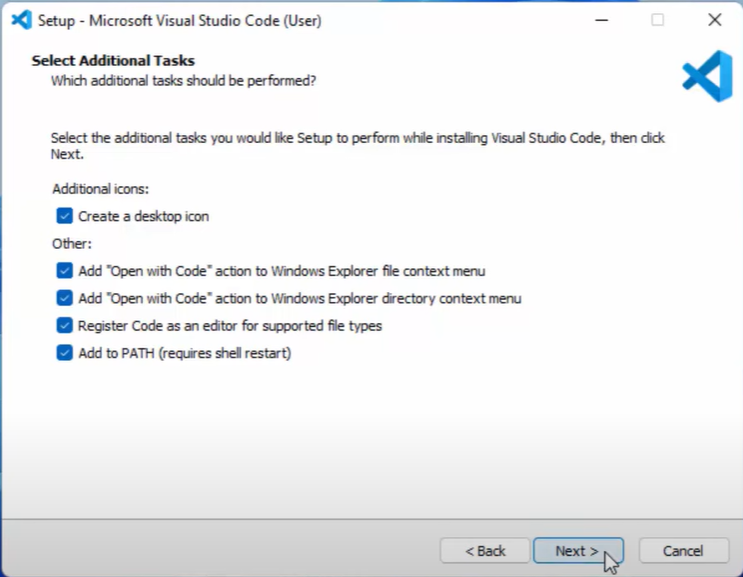 Setup - Microsoft Visual Studio Code (User)
Select Additional Tasks
Which additional tasks should be performed?
Select the additional tasks you would like Setup to perform while installing Visual Studio Code, then click
Next.
Additional icons:
Create a desktop icon
Other:
Add "Open with Code" action to Windows Explorer file context menu
Add "Open with Code" action to Windows Explorer directory context menu
Register Code as an editor for supported file types
Add to PATH (requires shell restart)
< Back Next > Cancel